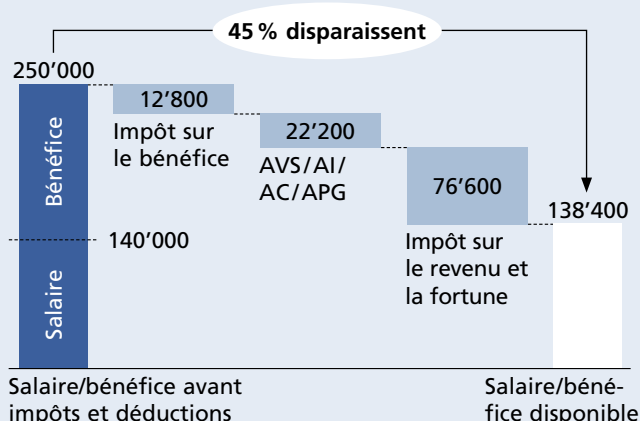 45 % disparaissent
250’000
12’800
Impôt sur
le bénéfice
22’200
AVS/AI/
AC/APG
76’600
Impôt sur
le revenu et
la fortune
138’400
Bénéfice
140’000
Salaire
Salaire/bénéfice avant
impôts et déductions
Salaire/béné-
fice disponible